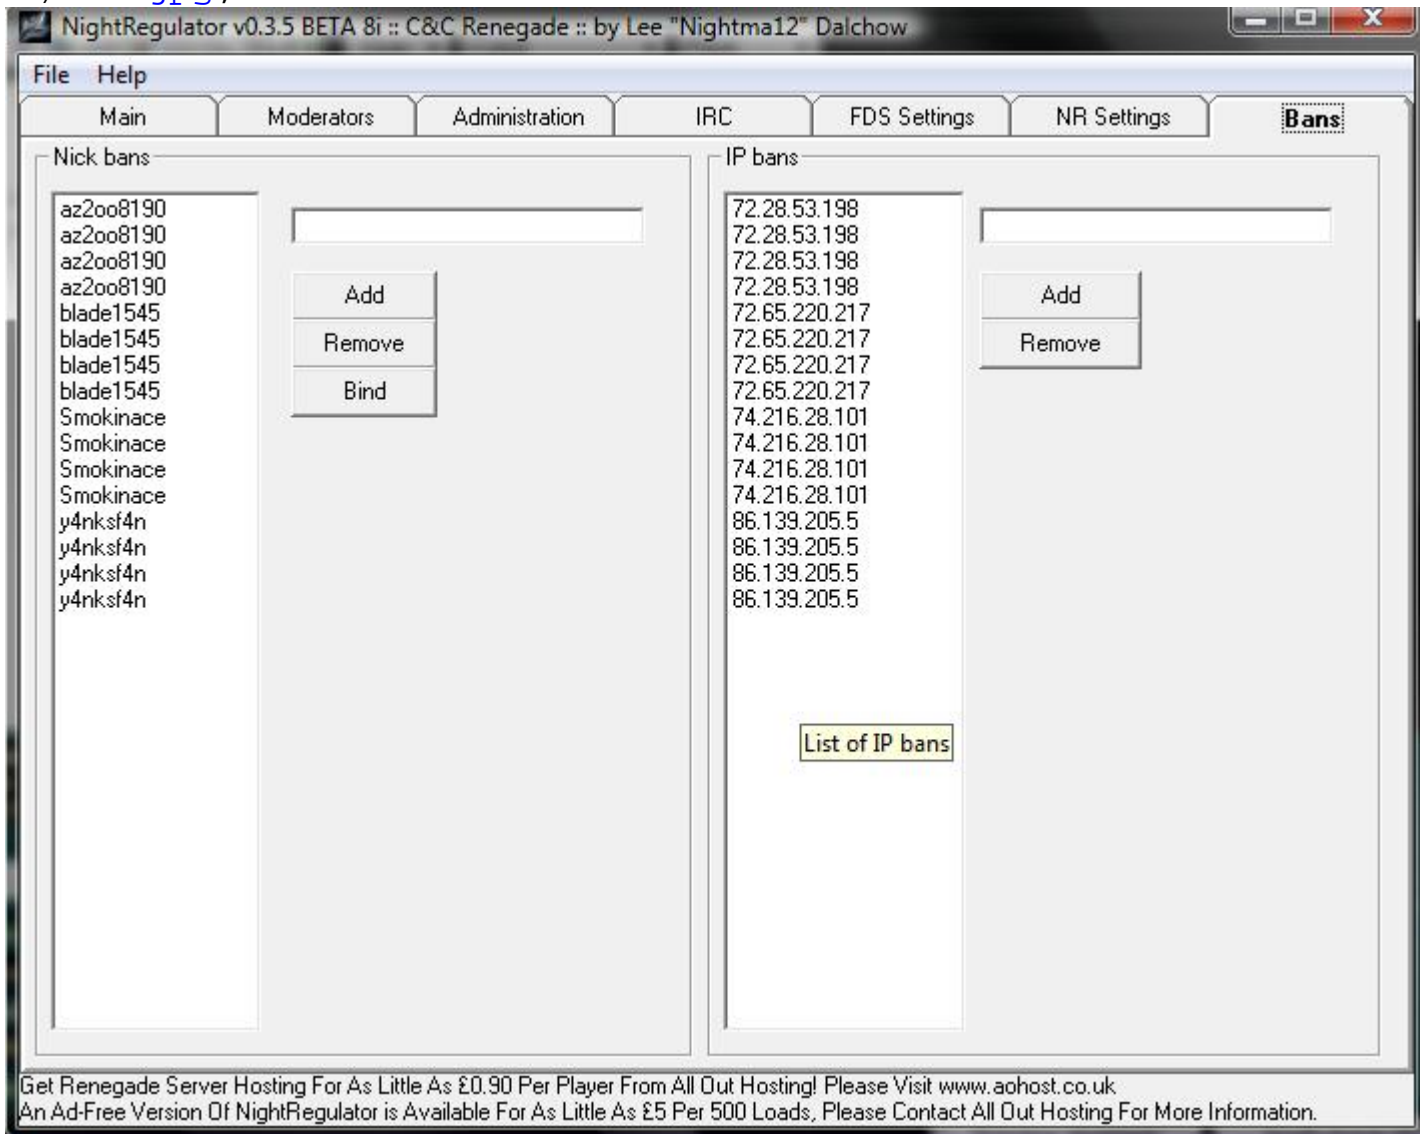 NightRegulator v0.3.5 BETA 8i :: C&C Renegade :: by Lee "Nightma12" Dalchow
File Help
Main Moderators Administration IRC FDS Settings NR Settings Bans
Nick bans
az2oo8190
az2oo8190
az2oo8190
az2oo8190
blade1545
blade1545
blade1545
blade1545
Smokinace
Smokinace
Smokinace
Smokinace
y4nksf4n
y4nksf4n
y4nksf4n
y4nksf4n
Add
Remove
Bind
IP bans
72.28.53.198
72.28.53.198
72.28.53.198
72.28.53.198
72.65.220.217
72.65.220.217
72.65.220.217
72.65.220.217
74.216.28.101
74.216.28.101
74.216.28.101
74.216.28.101
86.139.205.5
86.139.205.5
86.139.205.5
86.139.205.5
Add
Remove
List of IP bans
Get Renegade Server Hosting For As Little As £0.90 Per Player From All Out Hosting! Please Visit www.aohost.co.uk
An Ad-Free Version Of NightRegulator is Available For As Little As £5 Per 500 Loads, Please Contact All Out Hosting For More Information.